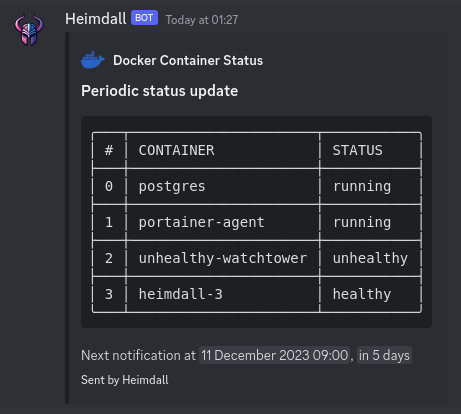 Heimdall BOT Today at 01:27
Docker Container Status
Periodic status update
# CONTAINER STATUS
0 postgres running
1 portainer-agent running
2 unhealthy-watchtower unhealthy
3 heimdall-3 healthy
Next notification at 11 December 2023 09:00, in 5 days
Sent by Heimdall